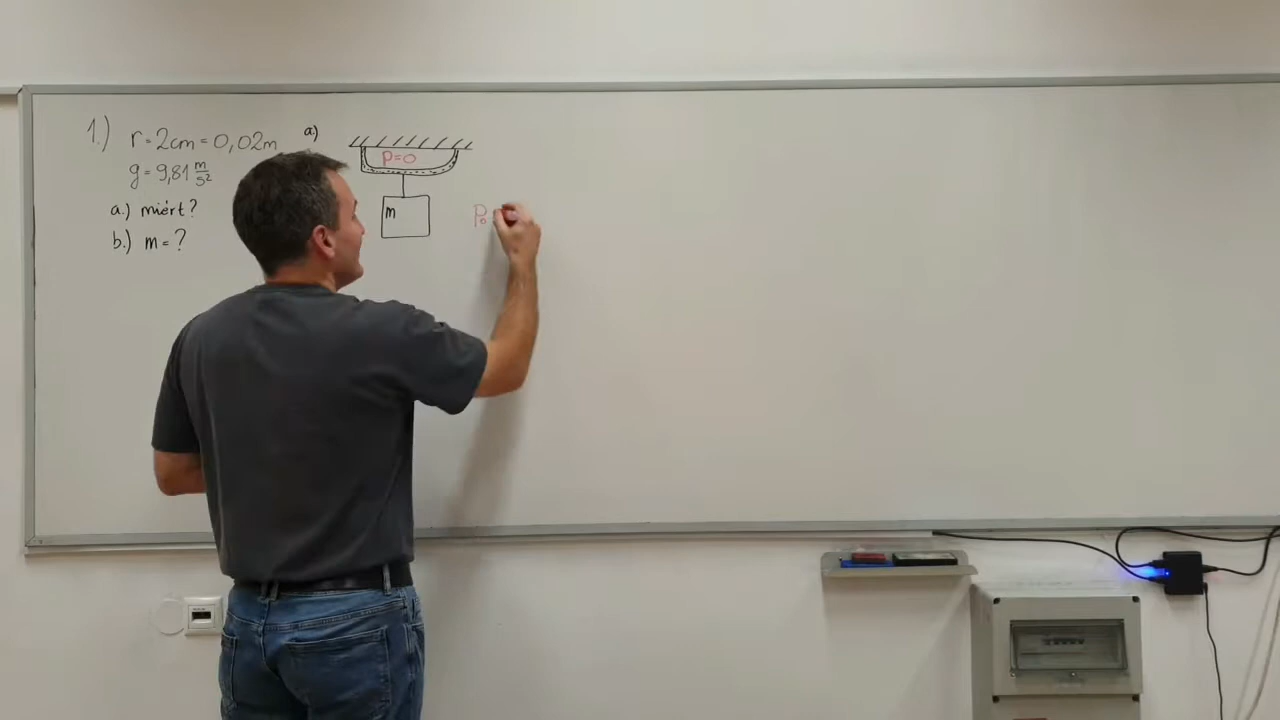 1.) r=2cm=0,02m
g=9,81 m/s²
a.) miért?
b.) m=?
a)
p=0
m
p₀